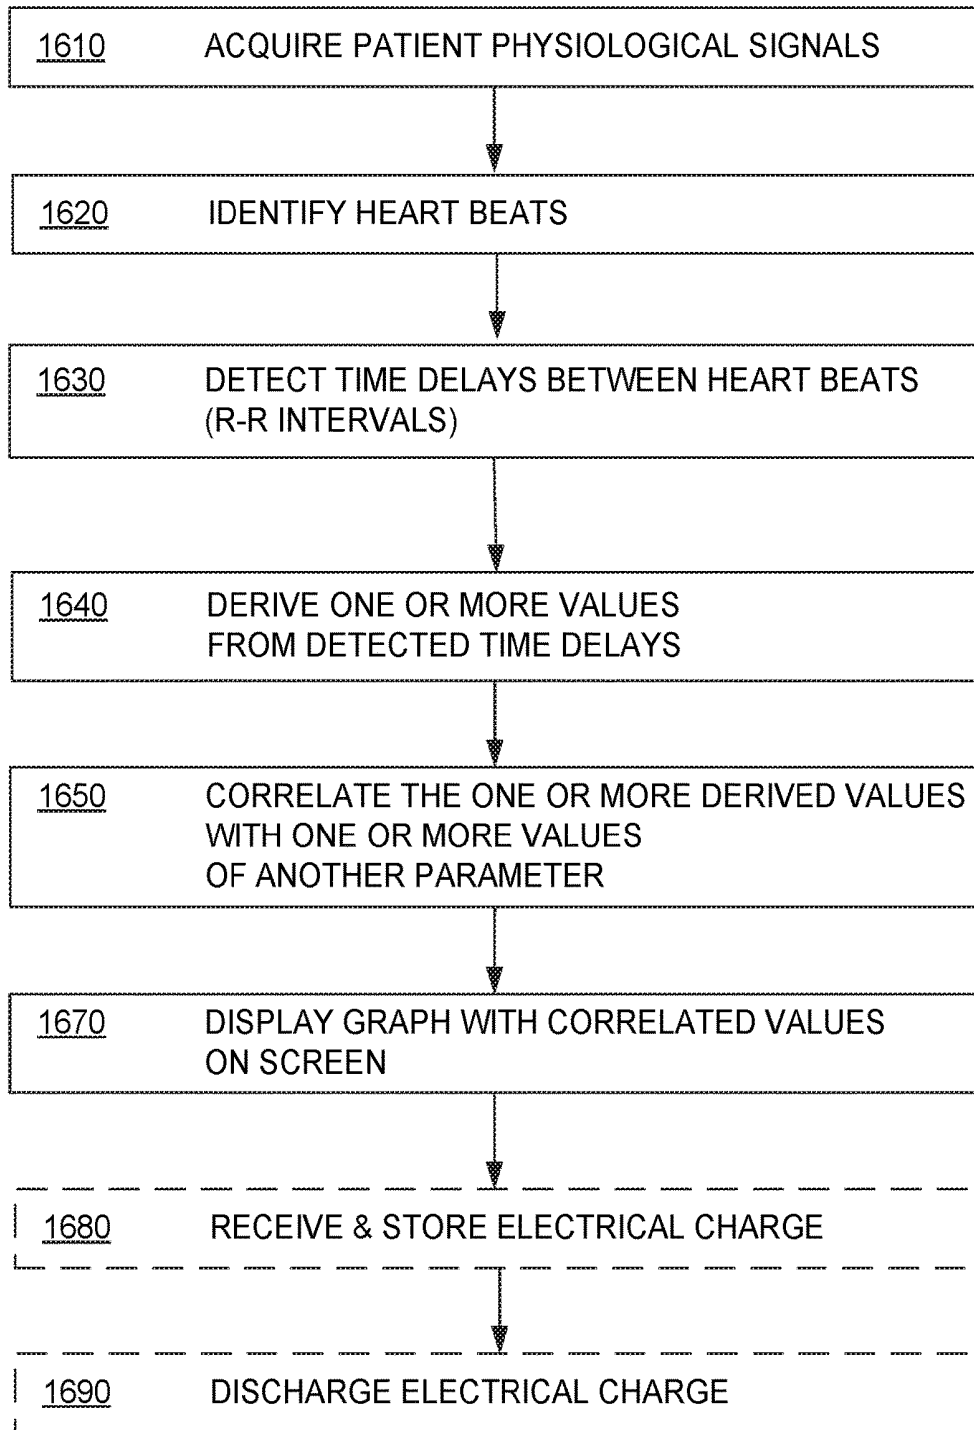 1610 ACQUIRE PATIENT PHYSIOLOGICAL SIGNALS
1620 IDENTIFY HEART BEATS
1630 DETECT TIME DELAYS BETWEEN HEART BEATS
(R-R INTERVALS)
1640 DERIVE ONE OR MORE VALUES
FROM DETECTED TIME DELAYS
1650 CORRELATE THE ONE OR MORE DERIVED VALUES
WITH ONE OR MORE VALUES
OF ANOTHER PARAMETER
1670 DISPLAY GRAPH WITH CORRELATED VALUES
ON SCREEN
1680 RECEIVE & STORE ELECTRICAL CHARGE
1690 DISCHARGE ELECTRICAL CHARGE